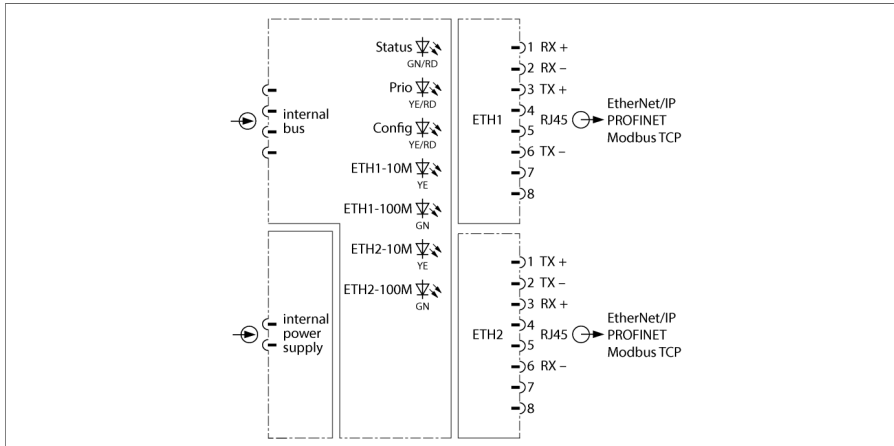 Status
GN/RD
Prio
YE/RD
Config
YE/RD
ETH1-10M
YE
ETH1-100M
GN
ETH2-10M
YE
ETH2-100M
GN
internal
bus
internal
power
supply
ETH1
1 RX +
2 RX –
3 TX +
4
5
6 TX –
7
8
RJ45
EtherNet/IP
PROFINET
Modbus TCP
ETH2
1 TX +
2 TX –
3 RX +
4
5
6 RX –
7
8
RJ45
EtherNet/IP
PROFINET
Modbus TCP